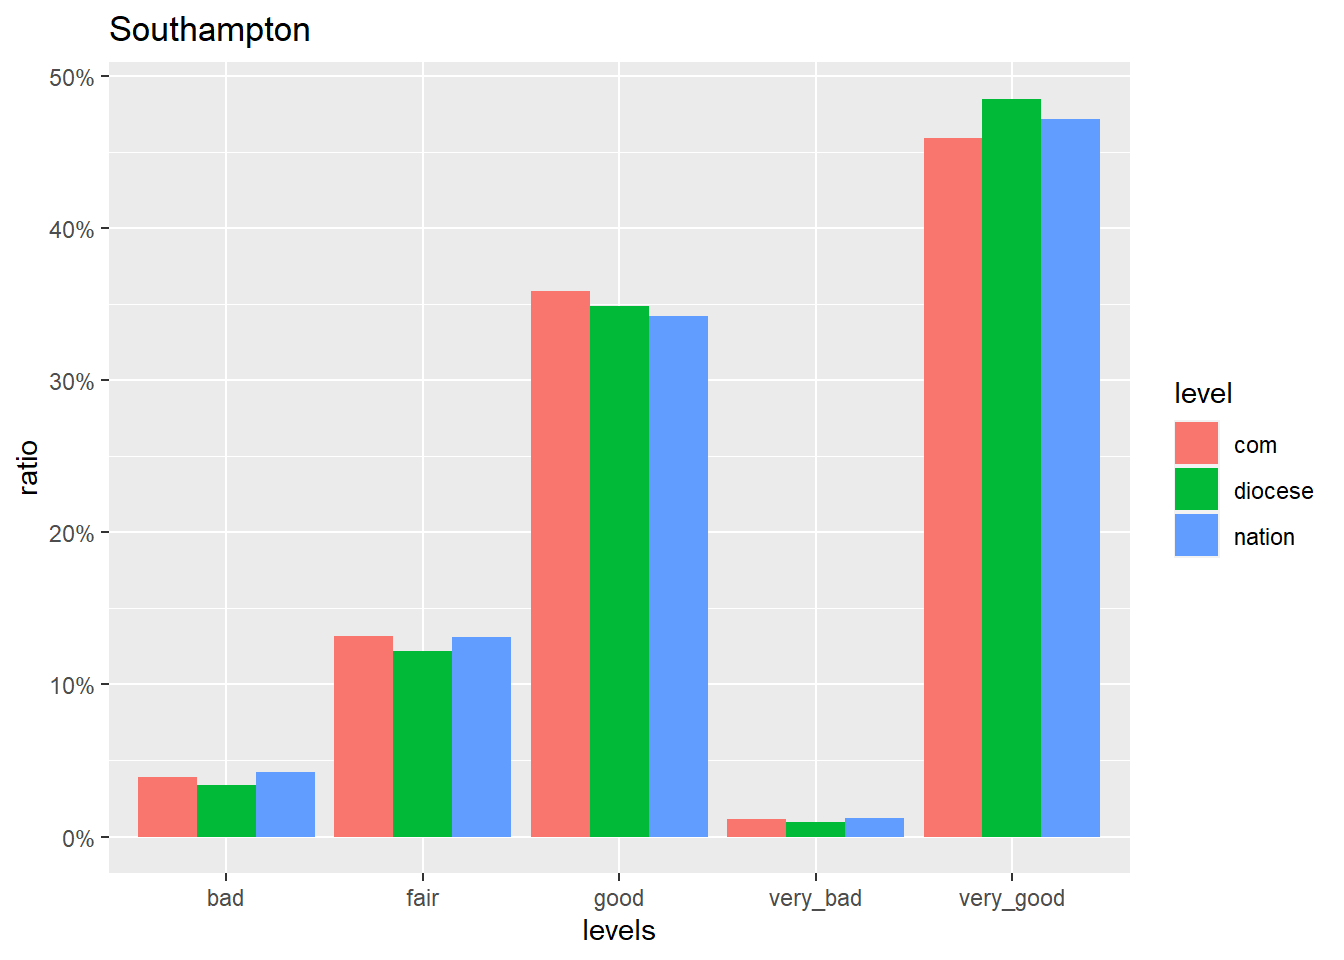 Southampton
50%
40%
30%
20%
10%
0%
ratio
bad fair good very_bad very_good
levels
level
com
diocese
nation